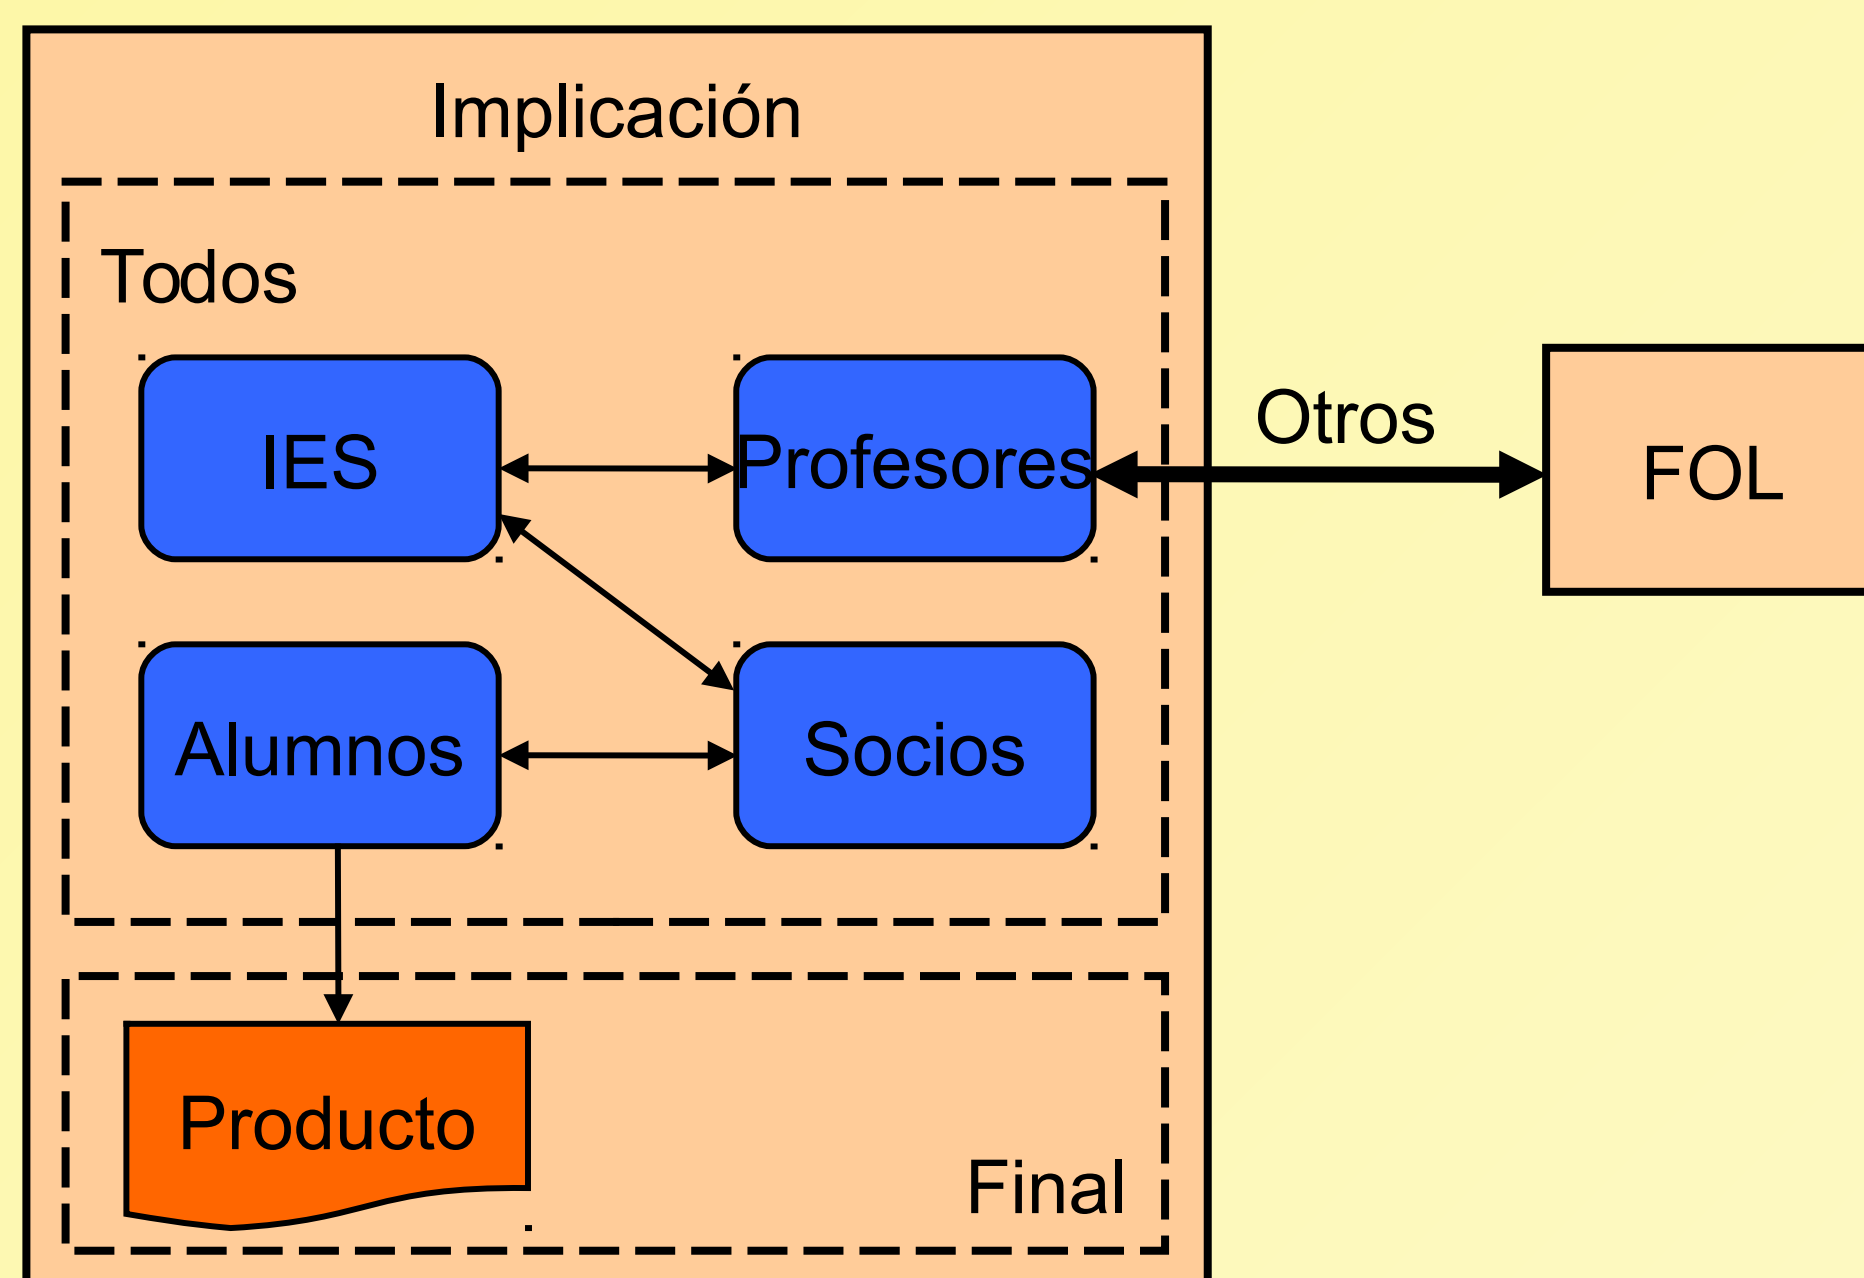 Implicación
Todos
IES
Profesores
Otros
FOL
Alumnos
Socios
Producto
Final